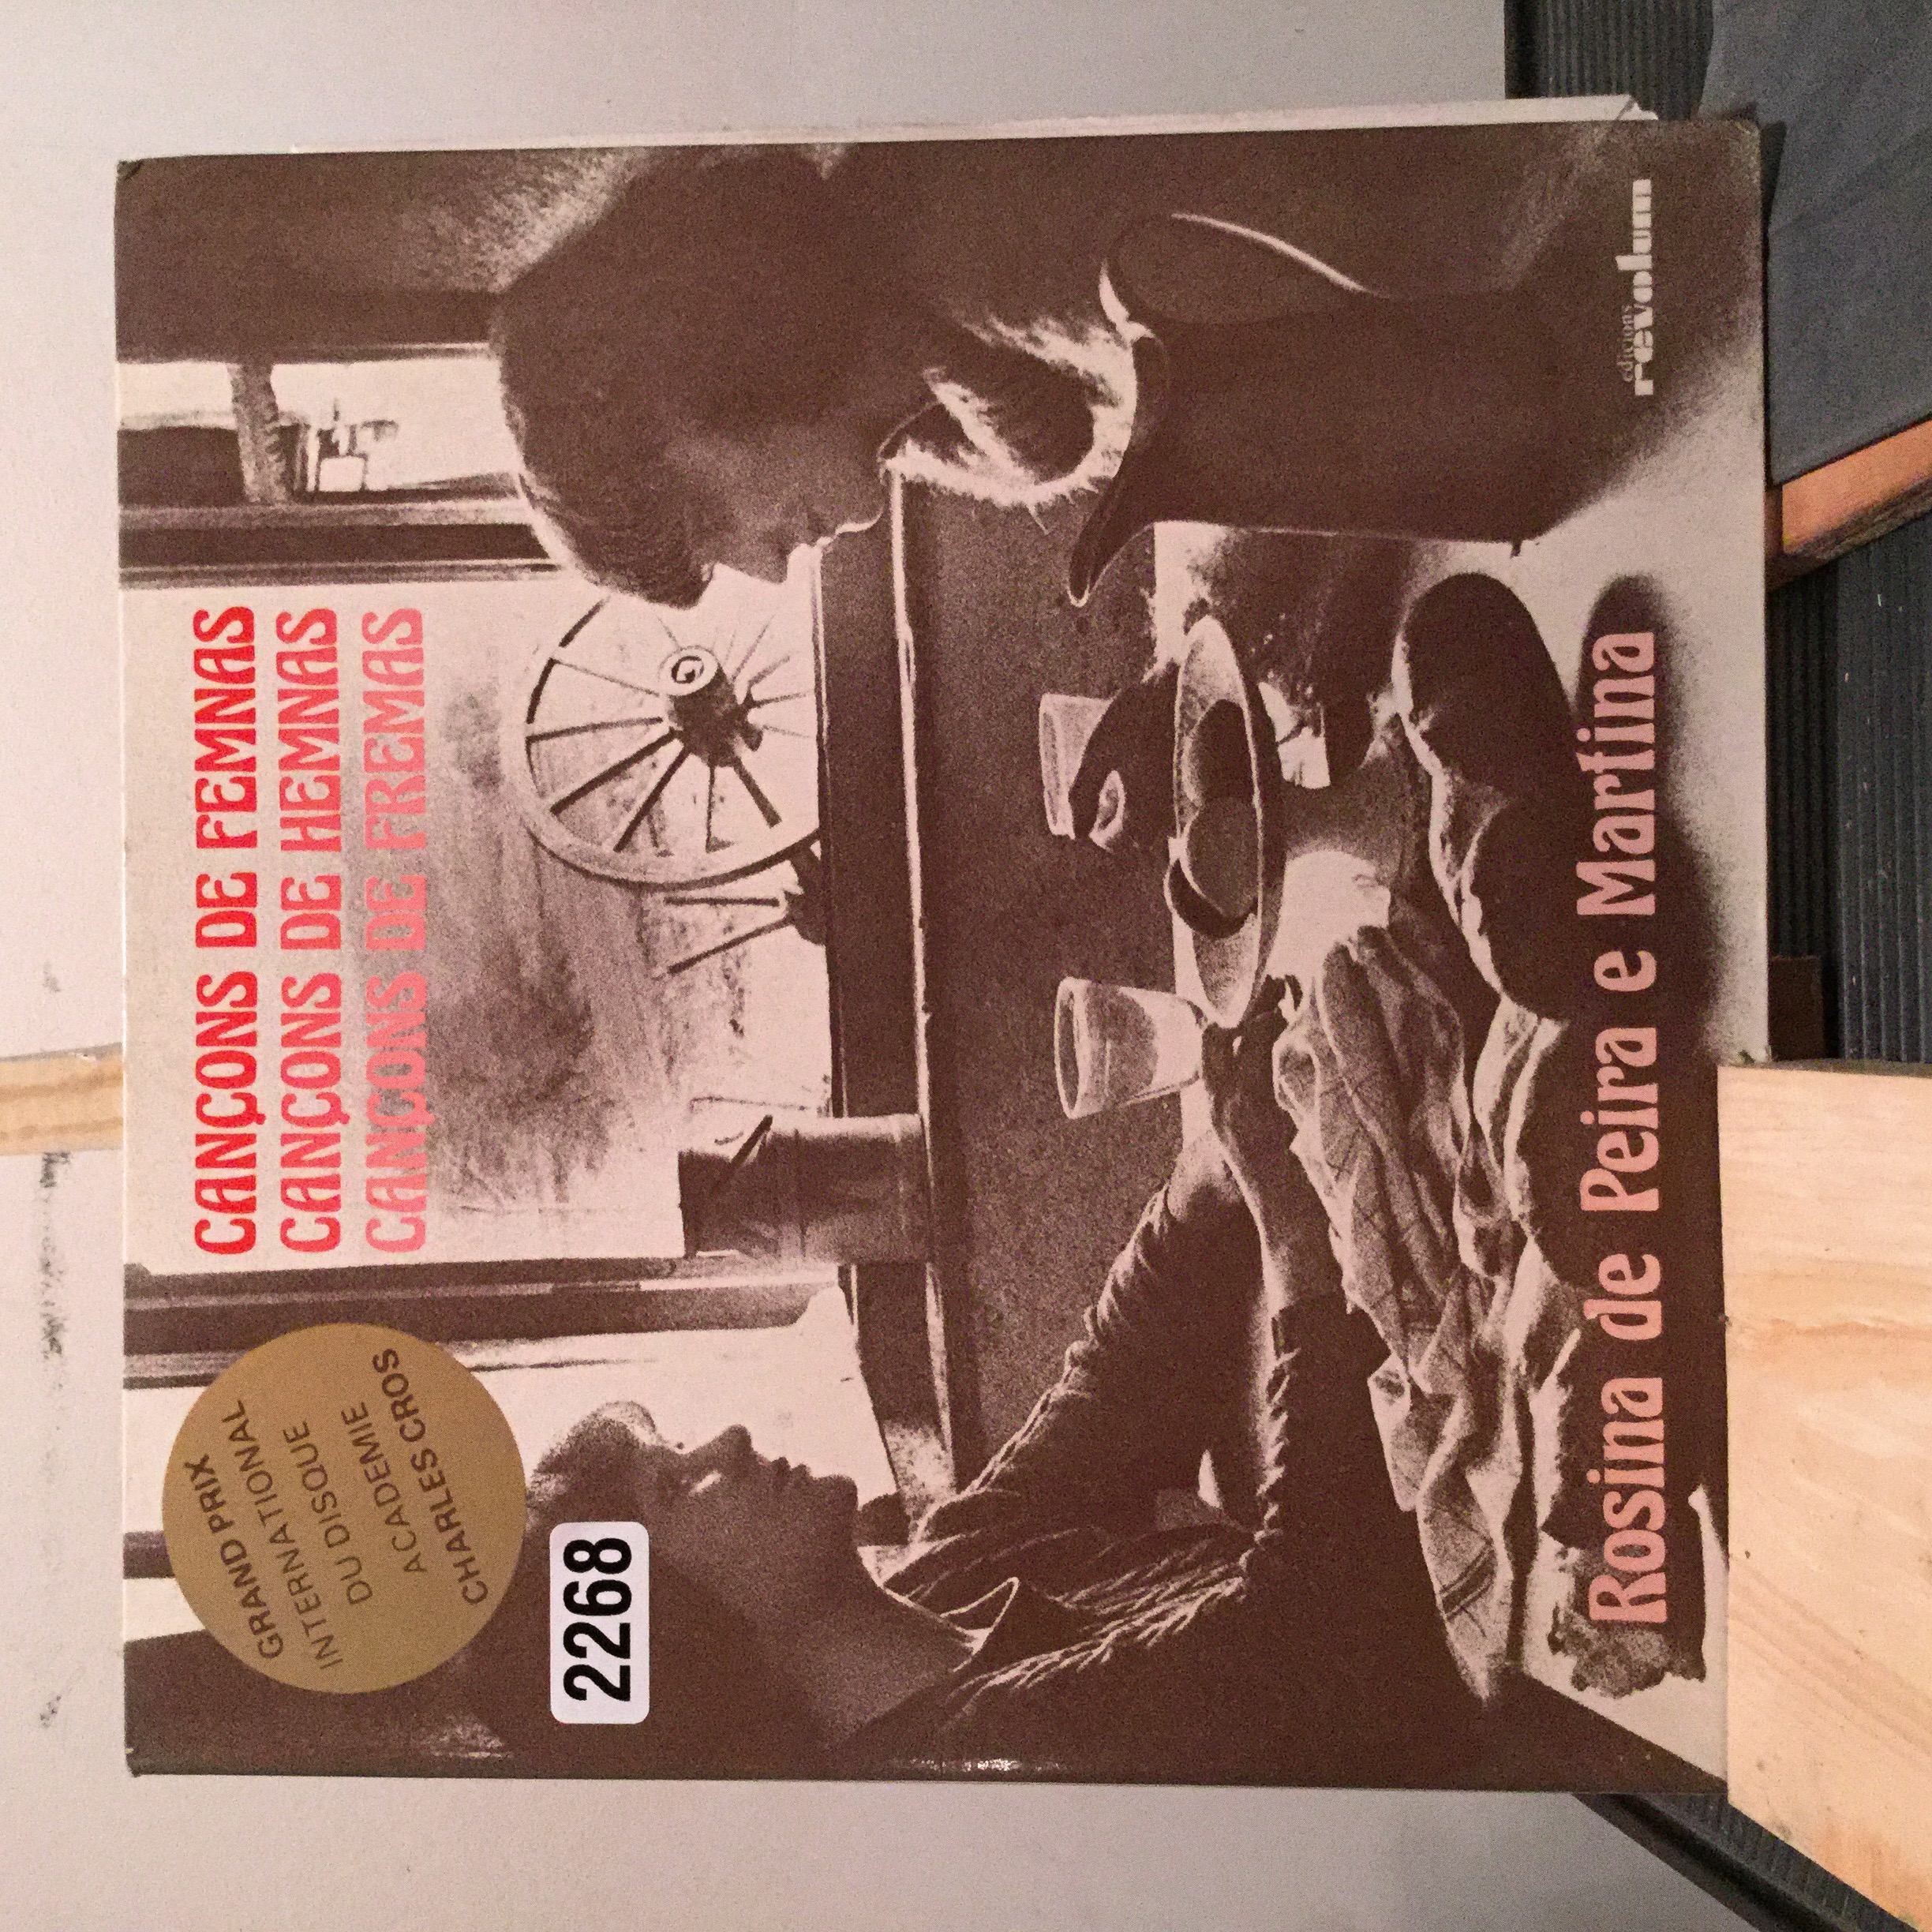 CANÇONS DE FEMNAS
CANÇONS DE HEMNAS
CANÇONS DE FREMAS
GRAND PRIX
INTERNATIONAL
DU DISQUE
ACADEMIE
CHARLES CROS
2268
Rosina de Peira e Martina
edicions
revolum